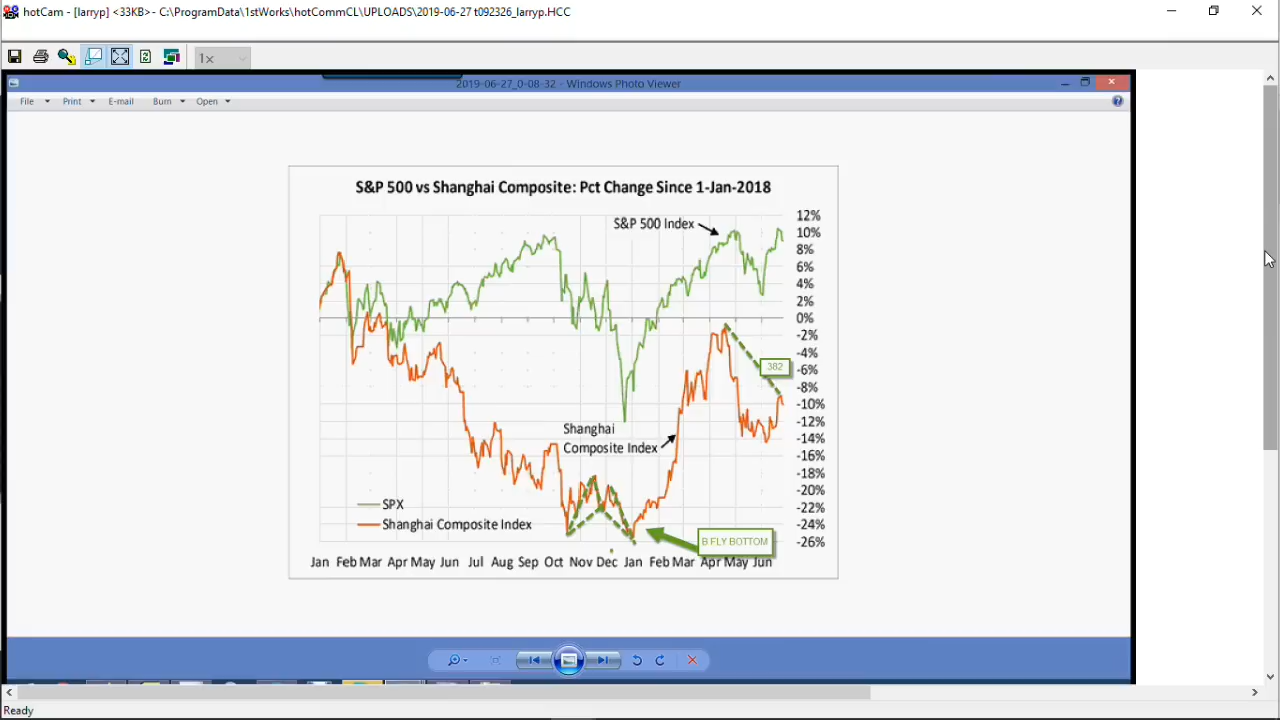 hotCam - [larryp] <33KB>- C:\ProgramData\1stWorks\hotCommCL\UPLOADS\2019-06-27 t092326_larryp.HCC
1x
2019-06-27_0-08-32 - Windows Photo Viewer
File Print E-mail Burn Open
S&P 500 vs Shanghai Composite: Pct Change Since 1-Jan-2018
S&P 500 Index
12%
10%
8%
6%
4%
2%
0%
-2%
-4%
382
-6%
-8%
-10%
-12%
-14%
-16%
-18%
-20%
-22%
-24%
-26%
Shanghai
Composite Index
SPX
Shanghai Composite Index
B FLY BOTTOM
Jan Feb Mar Apr May Jun Jul Aug Sep Oct Nov Dec Jan Feb Mar Apr May Jun
Ready